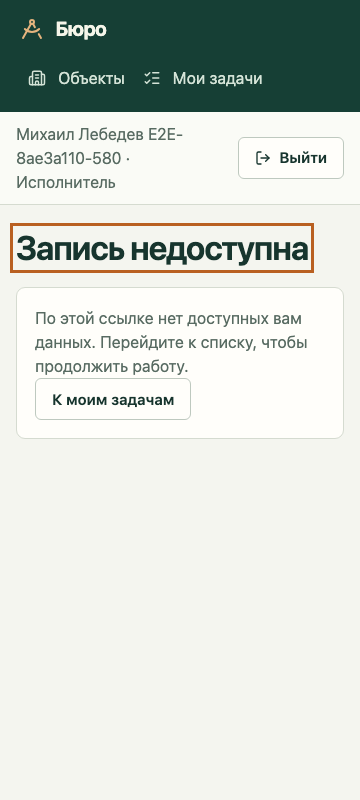 Бюро
Объекты
Мои задачи
Михаил Лебедев E2E-
8ae3a110-580 ·
Исполнитель
Выйти
Запись недоступна
По этой ссылке нет доступных вам
данных. Перейдите к списку, чтобы
продолжить работу.
К моим задачам